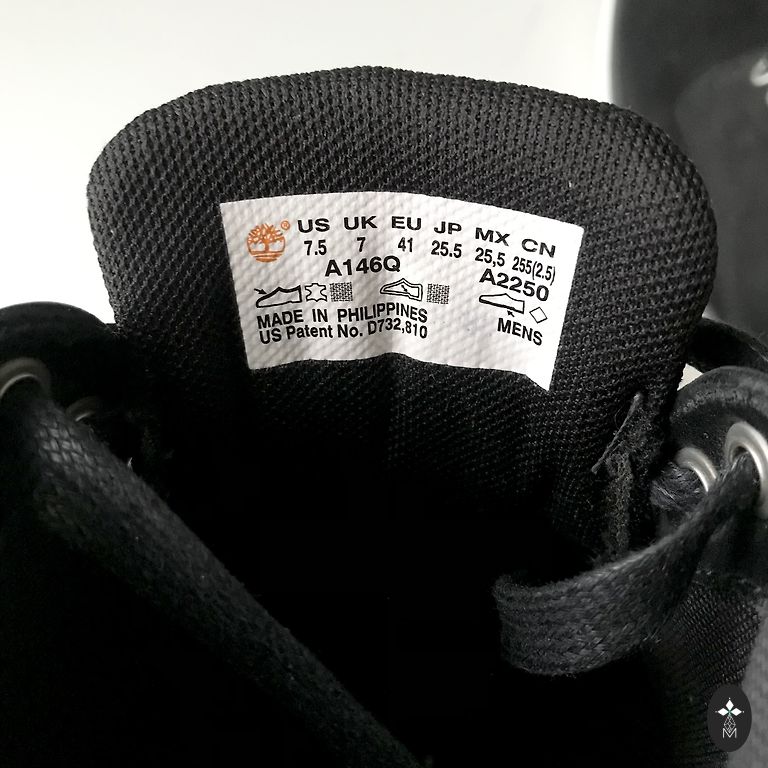 ® US UK EU JP MX CN
7.5 7 41 25.5 25,5 255(2.5)
A146Q A2250
MADE IN PHILIPPINES
US Patent No. D732,810 MENS
M